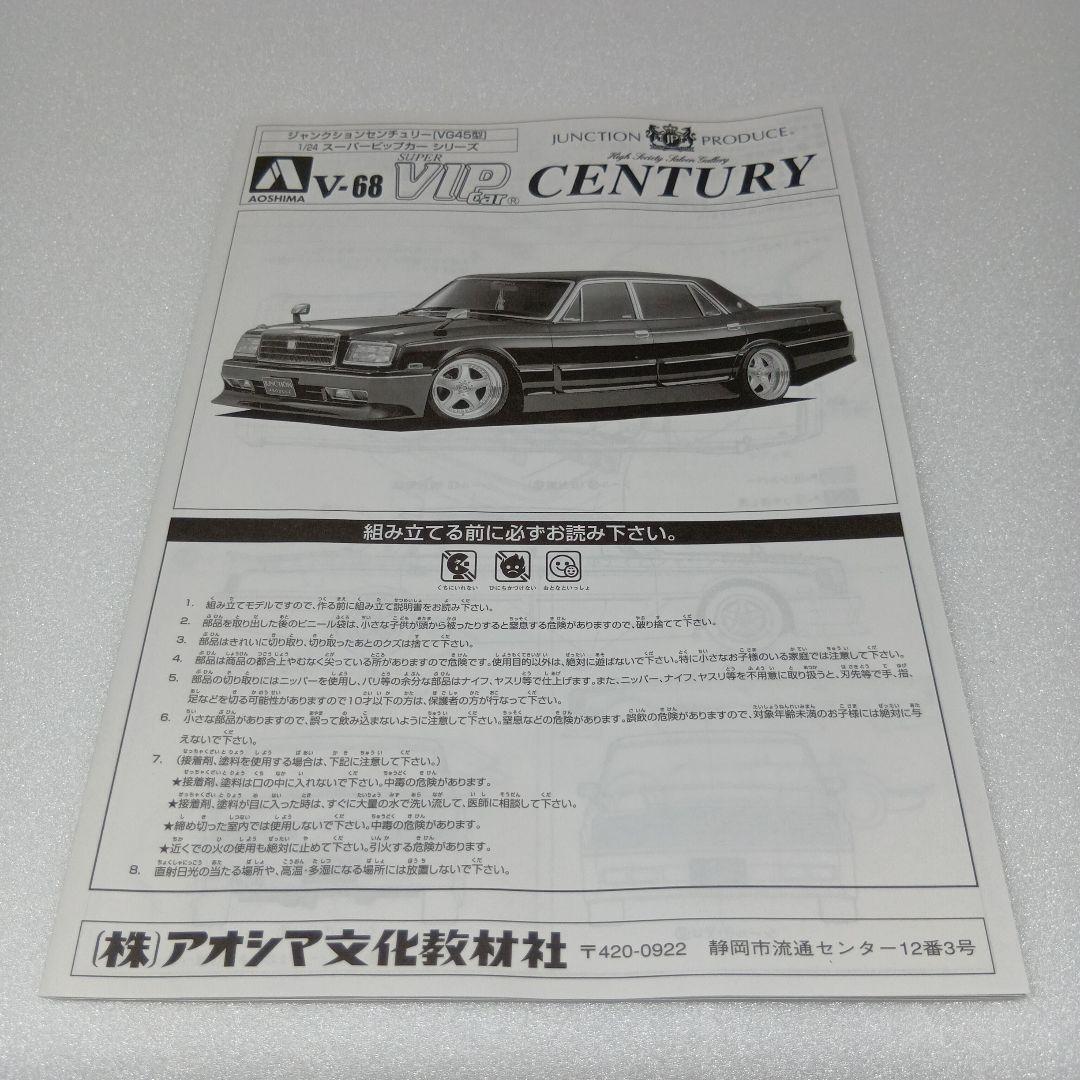 ジャンクションセンチュリー(VG45型)
1/24 スーパービップカー シリーズ
AOSHIMA
V-68
SUPER
VIP
car®
JUNCTION JP PRODUCE®
High Society Saloon Gallery
CENTURY
JUNCTION
PRODUCE
組み立てる前に必ずお読み下さい。
くちにいれない ひにちかづけない おとなといっしょ
1. 組み立てモデルですので、作る前に組み立て説明書をお読み下さい。
2. 部品を取り出した後のビニール袋は、小さな子供が頭から被ったりすると窒息する危険がありますので、破り捨てて下さい。
3. 部品はきれいに切り取り、切り取ったあとのクズは捨てて下さい。
4. 部品は商品の都合上やむなく尖っている所がありますので危険です。使用目的以外は、絶対に遊ばないで下さい。特に小さなお子様のいる家庭では注意して下さい。
5. 部品の切り取りにはニッパーを使用し、バリ等の余分な部品はナイフ、ヤスリ等で仕上げます。また、ニッパー、ナイフ、ヤスリ等を不用意に取り扱うと、刃先等で手、指、
足などを切る可能性がありますので10才以下の方は、保護者の方が行なって下さい。
6. 小さな部品がありますので、誤って飲み込まないように注意して下さい。窒息などの危険があります。誤飲の危険がありますので、対象年齢未満のお子様には絶対に与
えないで下さい。
7. (接着剤、塗料を使用する場合は、下記に注意して下さい。)
★接着剤、塗料は口の中に入れないで下さい。中毒の危険があります。
★接着剤、塗料が目に入った時は、すぐに大量の水で洗い流して、医師に相談して下さい。
★締め切った室内では使用しないで下さい。中毒の危険があります。
★近くでの火の使用も絶対に止めて下さい。引火する危険があります。
8. 直射日光の当たる場所や、高温・多湿になる場所には放置しないで下さい。
(株)アオシマ文化教材社 〒420-0922 静岡市流通センター12番3号